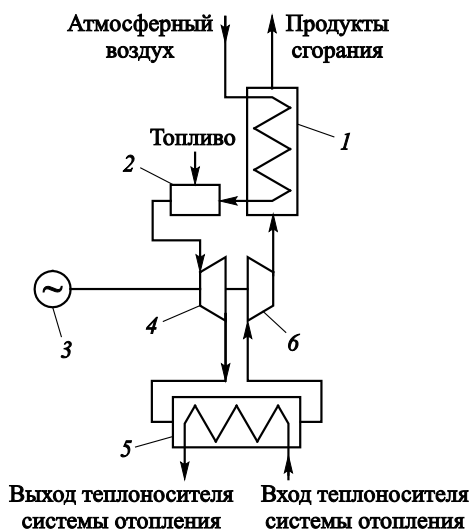 Атмосферный
воздух
Продукты
сгорания
Топливо
1
2
3
4
5
6
~
Выход теплоносителя
системы отопления
Вход теплоносителя
системы отопления